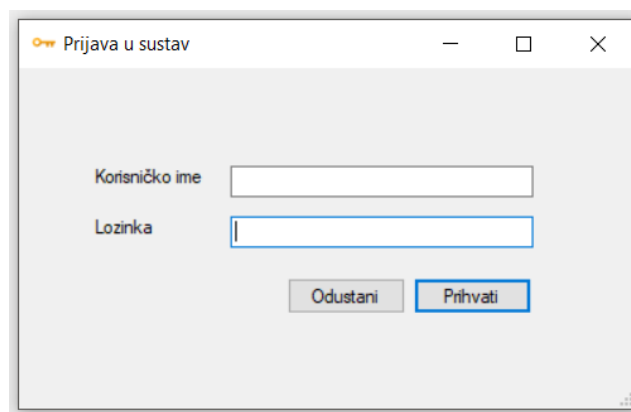 Prijava u sustav
Korisničko ime
Lozinka
Odustani Prihvati